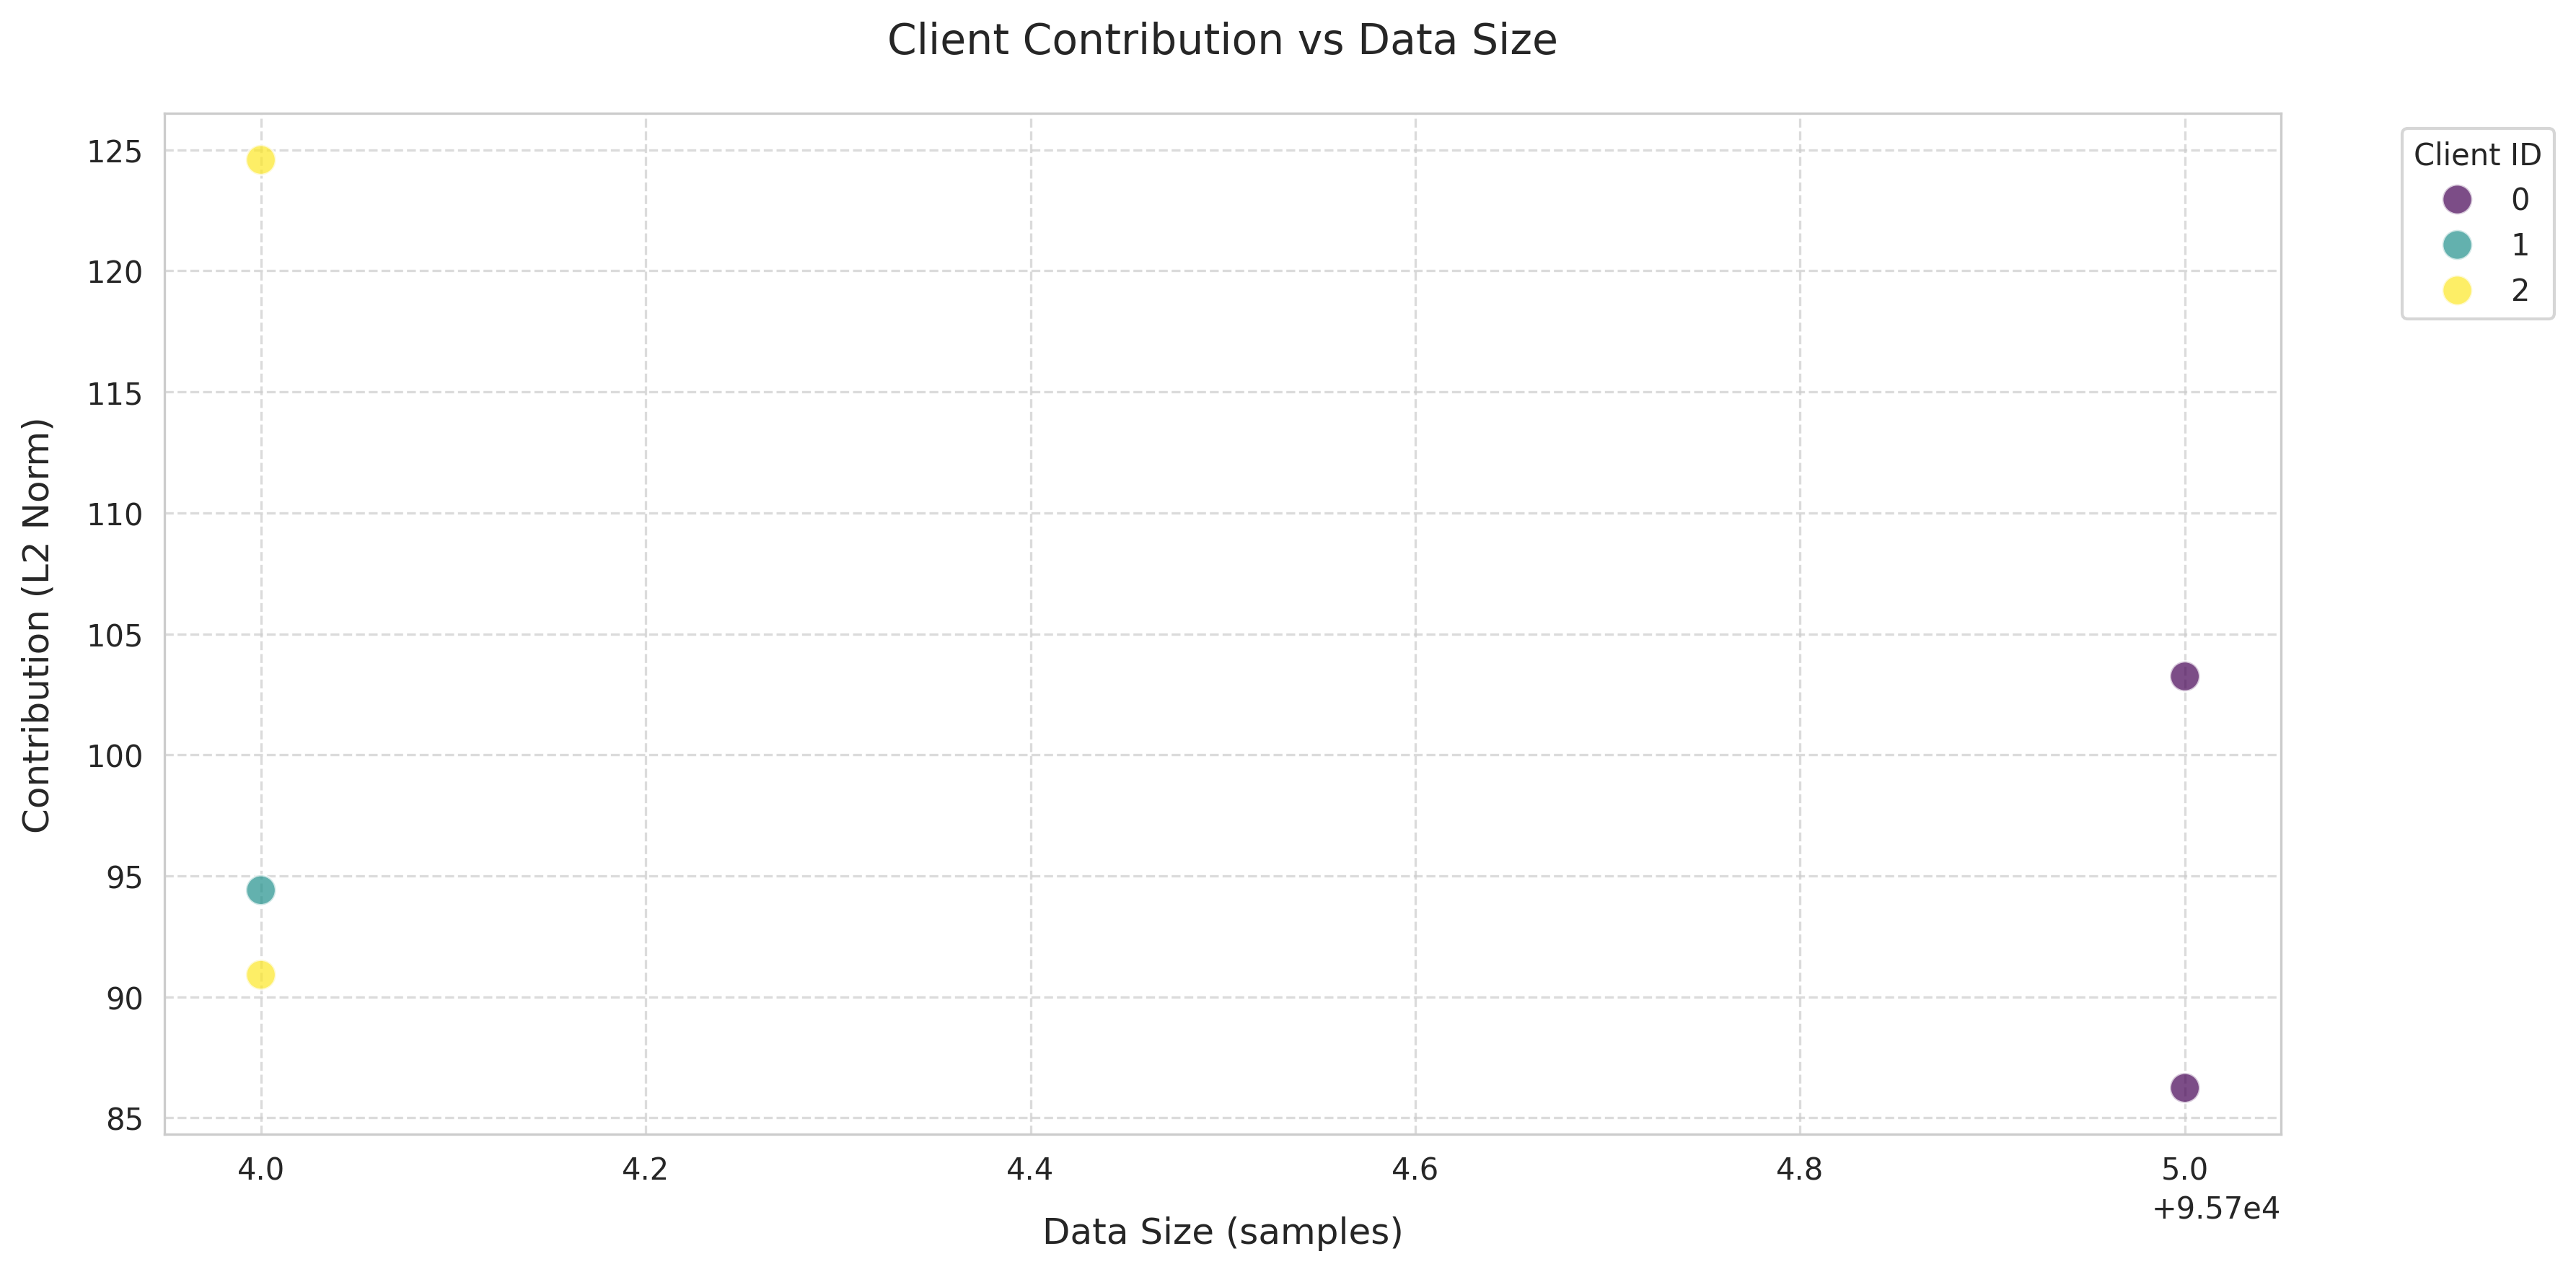 Client Contribution vs Data Size
Contribution (L2 Norm)
125
120
115
110
105
100
95
90
85
4.0 4.2 4.4 4.6 4.8 5.0
+9.57e4
Data Size (samples)
Client ID
0
1
2